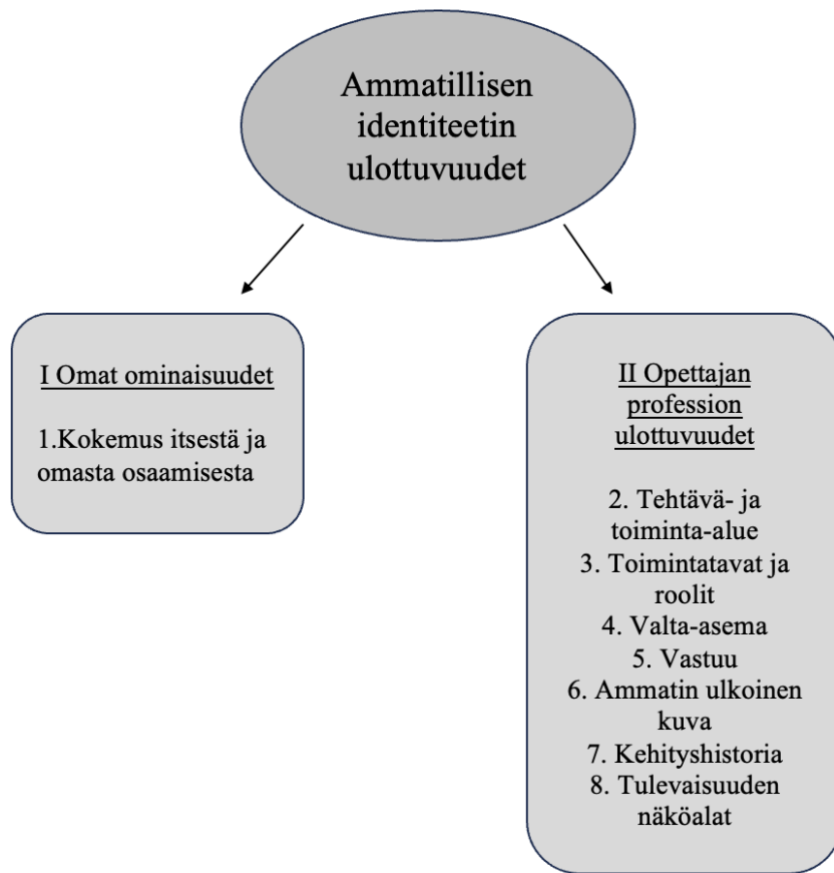 Ammatillisen
identiteetin
ulottuvuudet
I Omat ominaisuudet
1.Kokemus itsestä ja
omasta osaamisesta
II Opettajan
profession
ulottuvuudet
2. Tehtävä- ja
toiminta-alue
3. Toimintatavat ja
roolit
4. Valta-asema
5. Vastuu
6. Ammatin ulkoinen
kuva
7. Kehityshistoria
8. Tulevaisuuden
näköalat